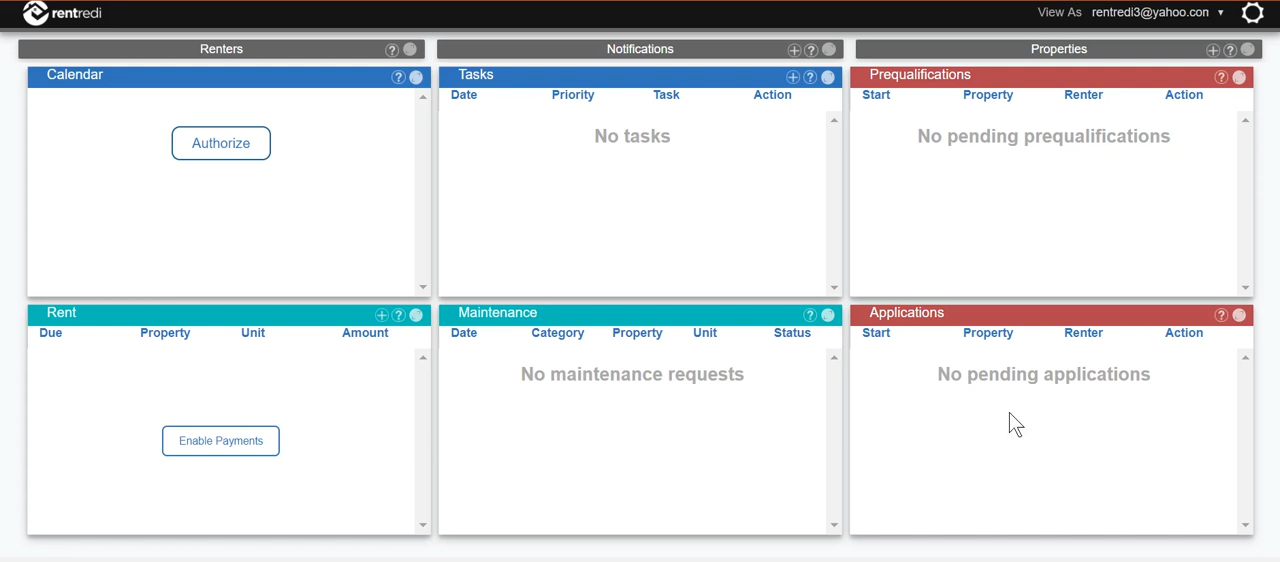 rentredi View As rentredi3@yahoo.con ▼
Renters ? Notifications + ? Properties + ?
Calendar ?
Authorize
Tasks + ?
Date Priority Task Action
No tasks
Prequalifications ?
Start Property Renter Action
No pending prequalifications
Rent + ?
Due Property Unit Amount
Enable Payments
Maintenance ?
Date Category Property Unit Status
No maintenance requests
Applications ?
Start Property Renter Action
No pending applications